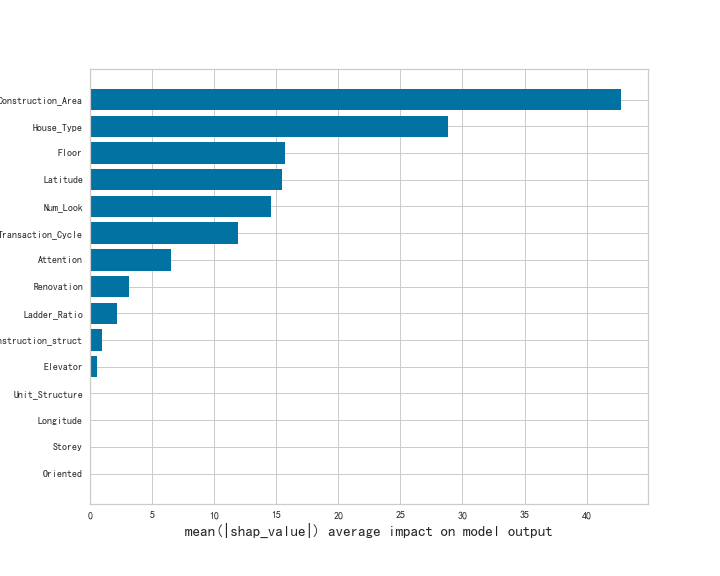 Construction_Area
House_Type
Floor
Latitude
Num_Look
Transaction_Cycle
Attention
Renovation
Ladder_Ratio
nstruction_struct
Elevator
Unit_Structure
Longitude
Storey
Oriented
0 5 10 15 20 25 30 35 40
mean(|shap_value|) average impact on model output